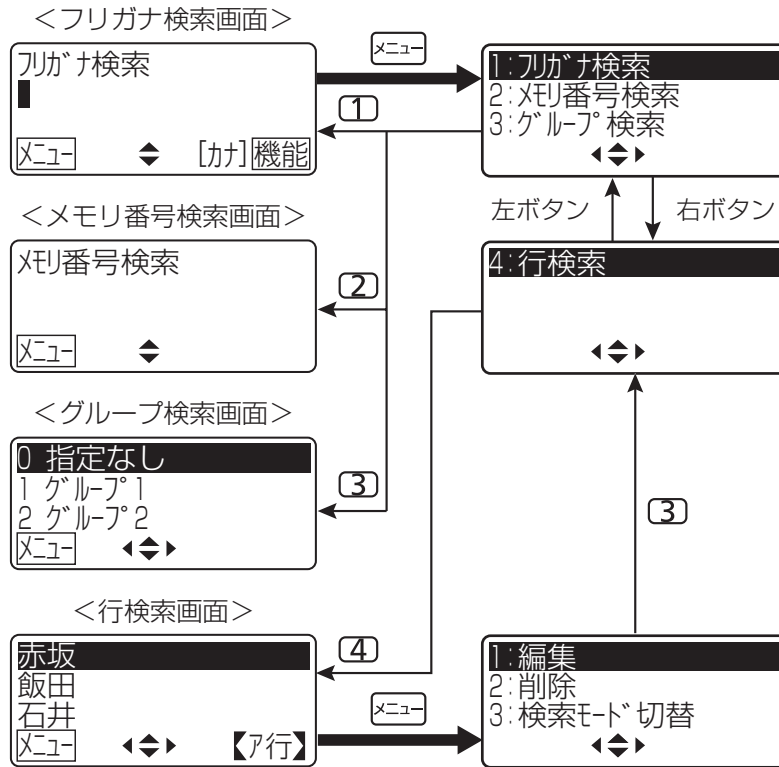 ＜フリガナ検索画面＞
ﾌﾘｶﾞﾅ検索
ﾒﾆｭｰ
[ｶﾅ]
機能
メニュー
1
1:ﾌﾘｶﾞﾅ検索
2:ﾒﾓﾘ番号検索
3:ｸﾞﾙｰﾌﾟ検索
左ボタン
右ボタン
＜メモリ番号検索画面＞
ﾒﾓﾘ番号検索
ﾒﾆｭｰ
2
4:行検索
＜グループ検索画面＞
0 指定なし
1 ｸﾞﾙｰﾌﾟ1
2 ｸﾞﾙｰﾌﾟ2
ﾒﾆｭｰ
3
3
＜行検索画面＞
赤坂
飯田
石井
ﾒﾆｭｰ
【ｱ行】
4
メニュー
1:編集
2:削除
3:検索ﾓｰﾄﾞ切替